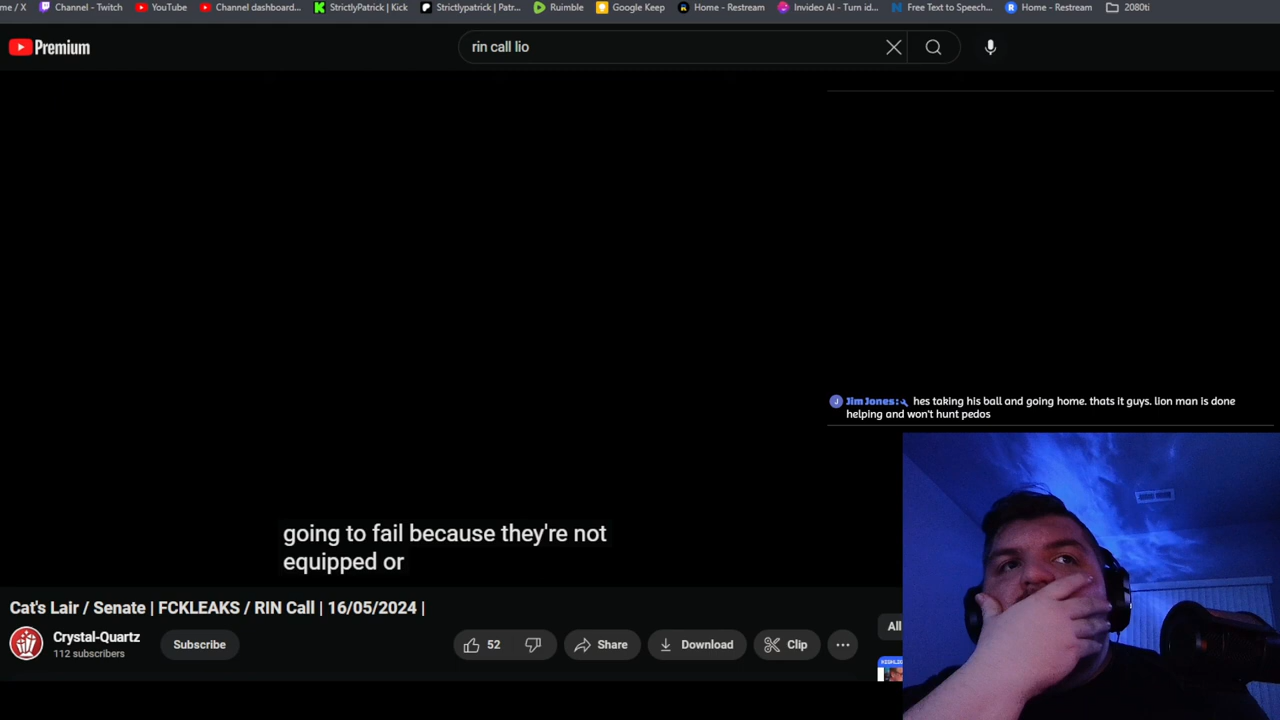 me / X Channel - Twitch YouTube Channel dashboard... StrictlyPatrick | Kick Strictlypatrick | Patr... Rumble Google Keep Home - Restream Invideo AI - Turn id... Free Text to Speech... Home - Restream 2080ti
Premium
rin call lio
Jim Jones: hes taking his ball and going home. thats it guys. lion man is done
helping and won't hunt pedos
going to fail because they're not
equipped or
Cat's Lair / Senate | FCKLEAKS / RIN Call | 16/05/2024 |
All
Crystal-Quartz
112 subscribers
Subscribe
52
Share
Download
Clip